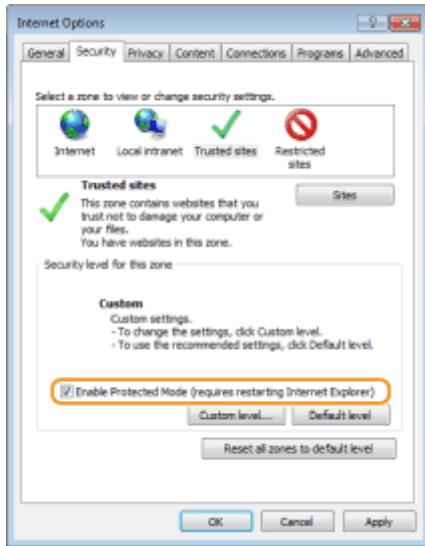 Internet Options
General Security Privacy Content Connections Programs Advanced
Select a zone to view or change security settings.
Internet Local intranet Trusted sites Restricted sites
Trusted sites
Sites
This zone contains websites that you
trust not to damage your computer or
your files.
You have websites in this zone.
Security level for this zone
Custom
Custom settings.
- To change the settings, click Custom level.
- To use the recommended settings, click Default level.
Enable Protected Mode (requires restarting Internet Explorer)
Custom level... Default level
Reset all zones to default level
OK Cancel Apply